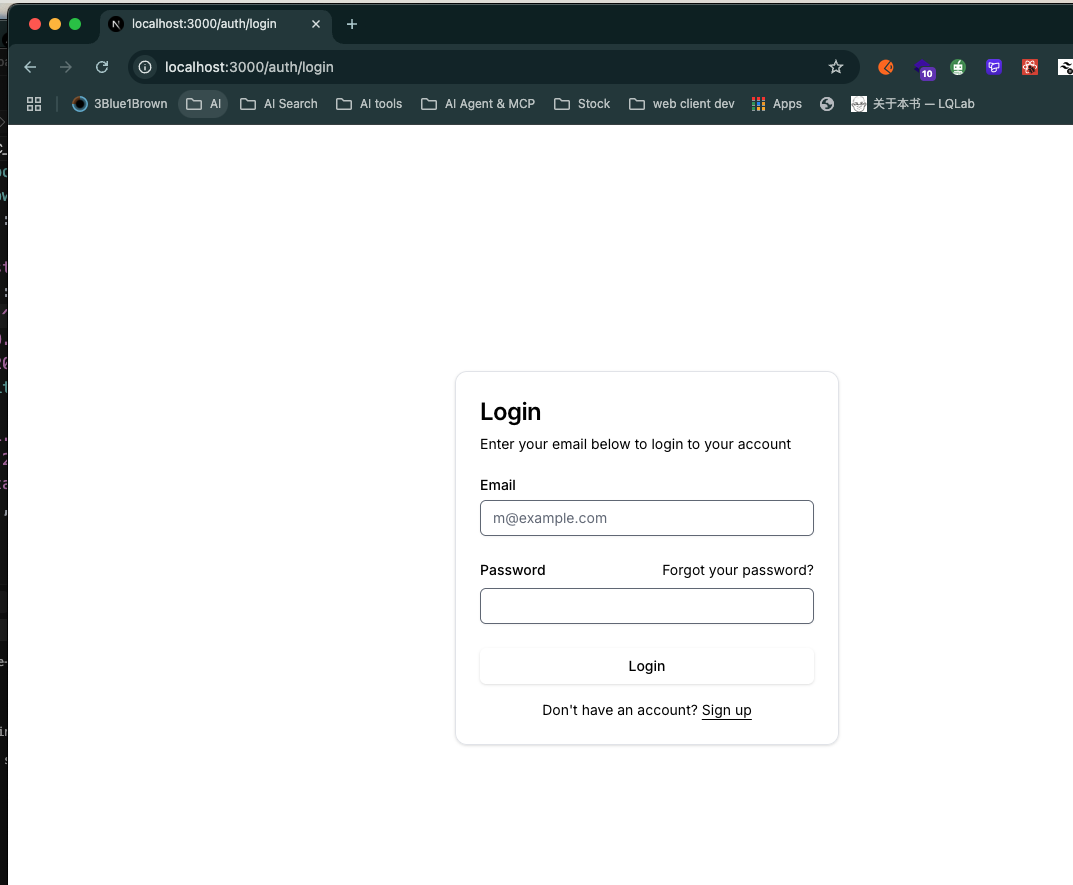 localhost:3000/auth/login
localhost:3000/auth/login
10
3Blue1Brown AI AI Search AI tools AI Agent & MCP Stock web client dev Apps 关于本书 — LQLab
Login
Enter your email below to login to your account
Email
m@example.com
Password Forgot your password?
Login
Don't have an account? Sign up